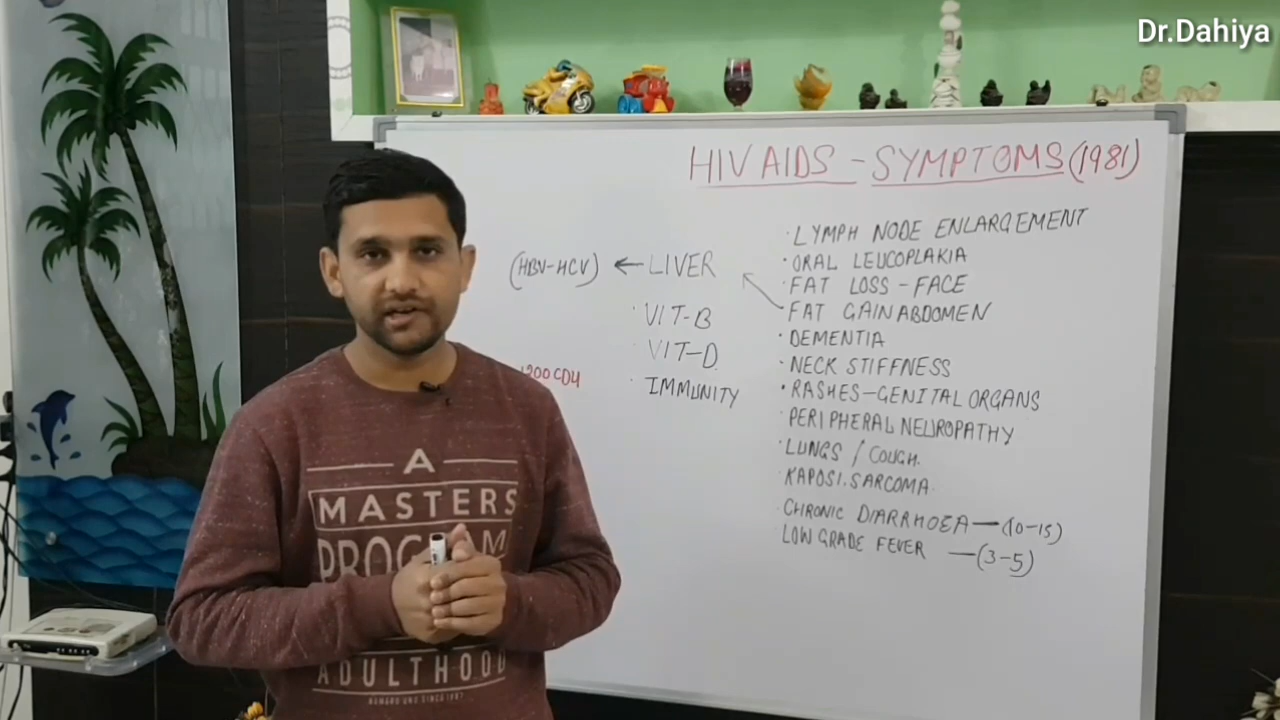 Dr.Dahiya
HIV AIDS - SYMPTOMS (1981)
· LYMPH NODE ENLARGEMENT
· ORAL LEUCOPLAKIA
· FAT LOSS - FACE
· FAT GAIN ABDOMEN
· DEMENTIA
· NECK STIFFNESS
· RASHES - GENITAL ORGANS
· PERIPHERAL NEUROPATHY
· LUNGS / COUGH.
· KAPOSI. SARCOMA.
· CHRONIC DIARRHOEA — (10-15)
LOW GRADE FEVER — (3-5)
(HBV-HCV) ← LIVER
· VIT-B
· VIT-D
· IMMUNITY
200 CD4
A
MASTERS
PROGRAM
ADULTHOOD